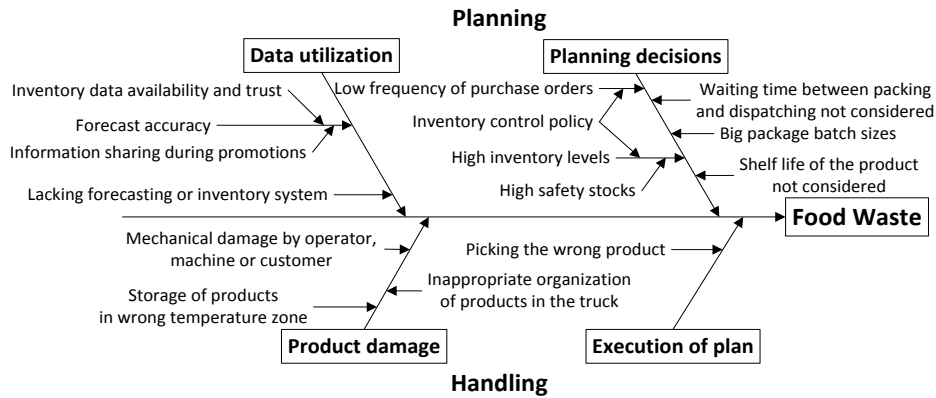 Planning
Data utilization
Planning decisions
Inventory data availability and trust
Forecast accuracy
Information sharing during promotions
Lacking forecasting or inventory system
Low frequency of purchase orders
Inventory control policy
High inventory levels
High safety stocks
Waiting time between packing
and dispatching not considered
Big package batch sizes
Shelf life of the product
not considered
Food Waste
Mechanical damage by operator,
machine or customer
Storage of products
in wrong temperature zone
Inappropriate organization
of products in the truck
Picking the wrong product
Product damage
Execution of plan
Handling